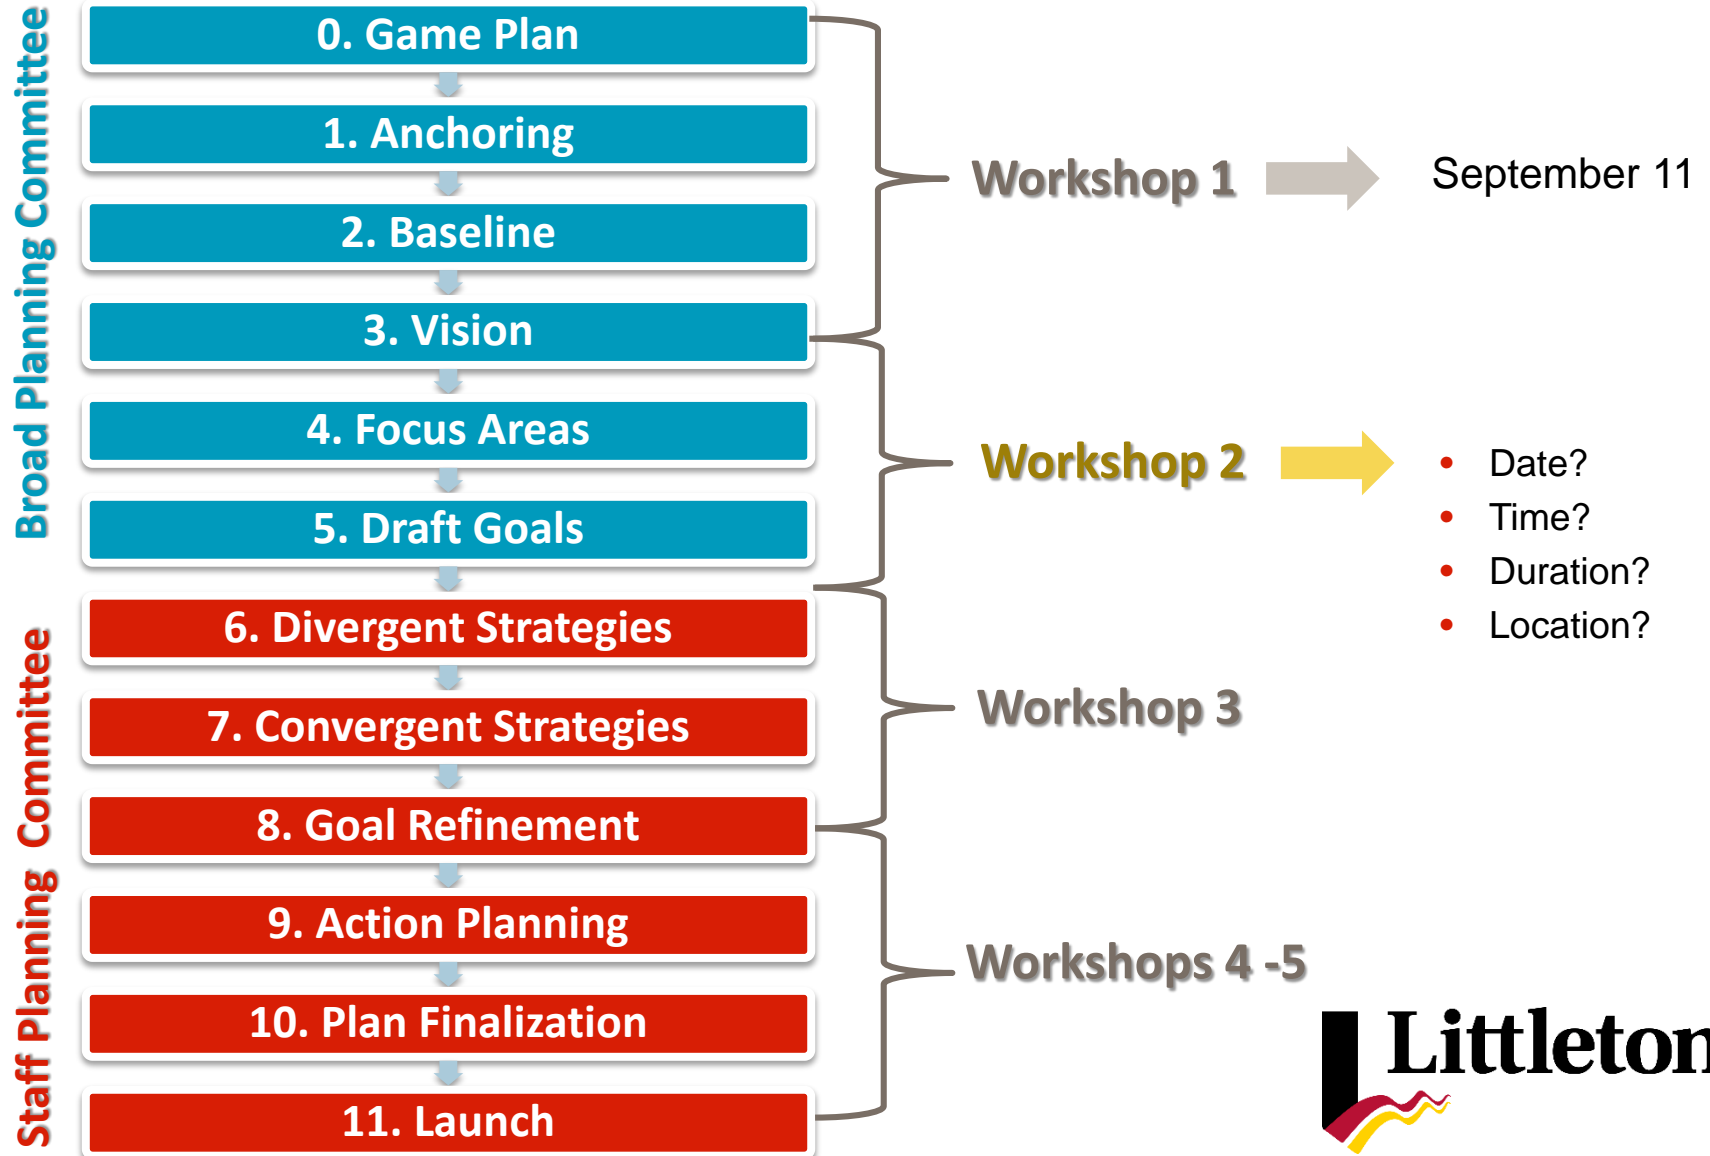 Broad Planning Committee
0. Game Plan
1. Anchoring
2. Baseline
3. Vision
4. Focus Areas
5. Draft Goals
Staff Planning Committee
6. Divergent Strategies
7. Convergent Strategies
8. Goal Refinement
9. Action Planning
10. Plan Finalization
11. Launch
Workshop 1
September 11
Workshop 2
• Date?
• Time?
• Duration?
• Location?
Workshop 3
Workshops 4 -5
Littleton